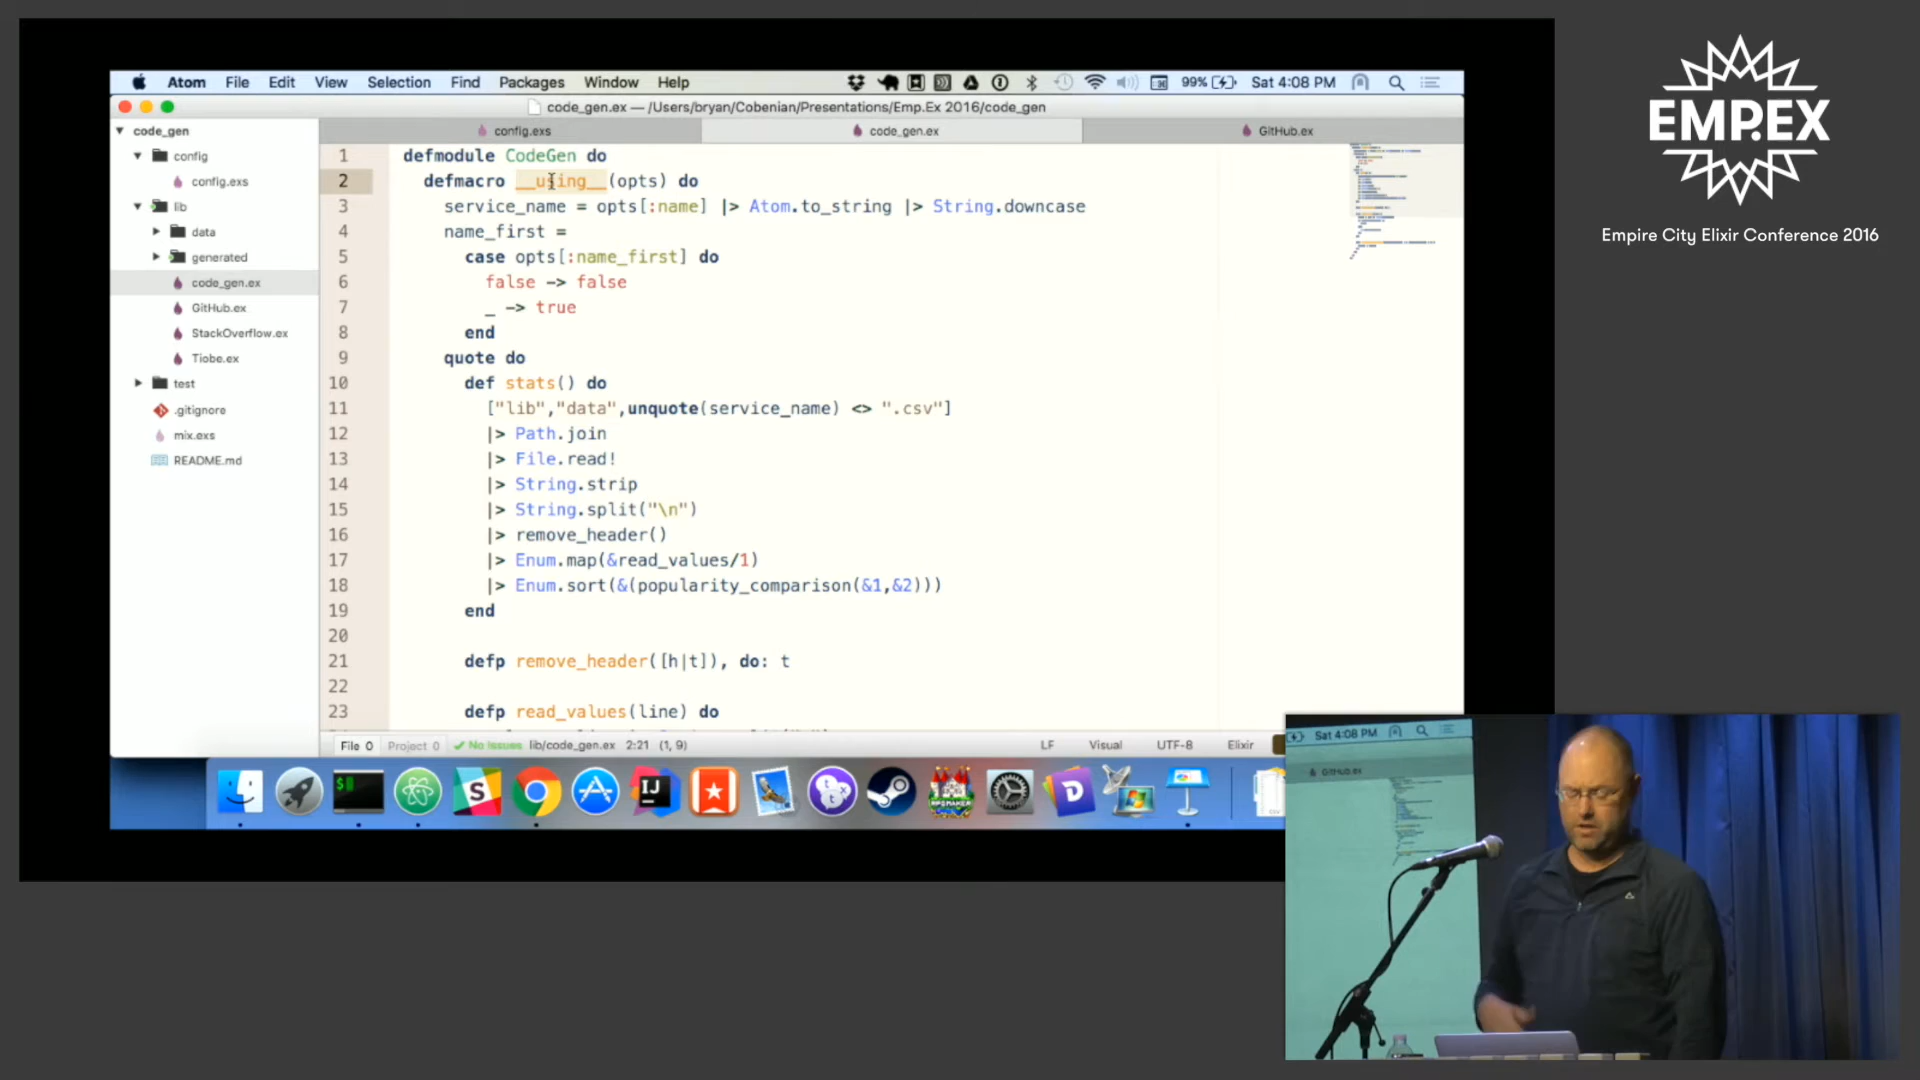 Atom File Edit View Selection Find Packages Window Help 99% Sat 4:08 PM
code_gen.ex — /Users/bryan/Cobenian/Presentations/Emp.Ex 2016/code_gen
code_gen
config
config.exs
lib
data
generated
code_gen.ex
GitHub.ex
StackOverflow.ex
Tiobe.ex
test
.gitignore
mix.exs
README.md
config.exs code_gen.ex GitHub.ex
1 defmodule CodeGen do
2 defmacro __using__(opts) do
3 service_name = opts[:name] |> Atom.to_string |> String.downcase
4 name_first =
5 case opts[:name_first] do
6 false -> false
7 _ -> true
8 end
9 quote do
10 def stats() do
11 ["lib","data",unquote(service_name) <> ".csv"]
12 |> Path.join
13 |> File.read!
14 |> String.strip
15 |> String.split("\n")
16 |> remove_header()
17 |> Enum.map(&read_values/1)
18 |> Enum.sort(&(popularity_comparison(&1,&2)))
19 end
20
21 defp remove_header([h|t]), do: t
22
23 defp read_values(line) do
File 0 Project 0 No Issues lib/code_gen.ex 2:21 (1, 9) LF Visual UTF-8 Elixir
EMP.EX
Empire City Elixir Conference 2016
Sat 4:08 PM
GitHub.ex